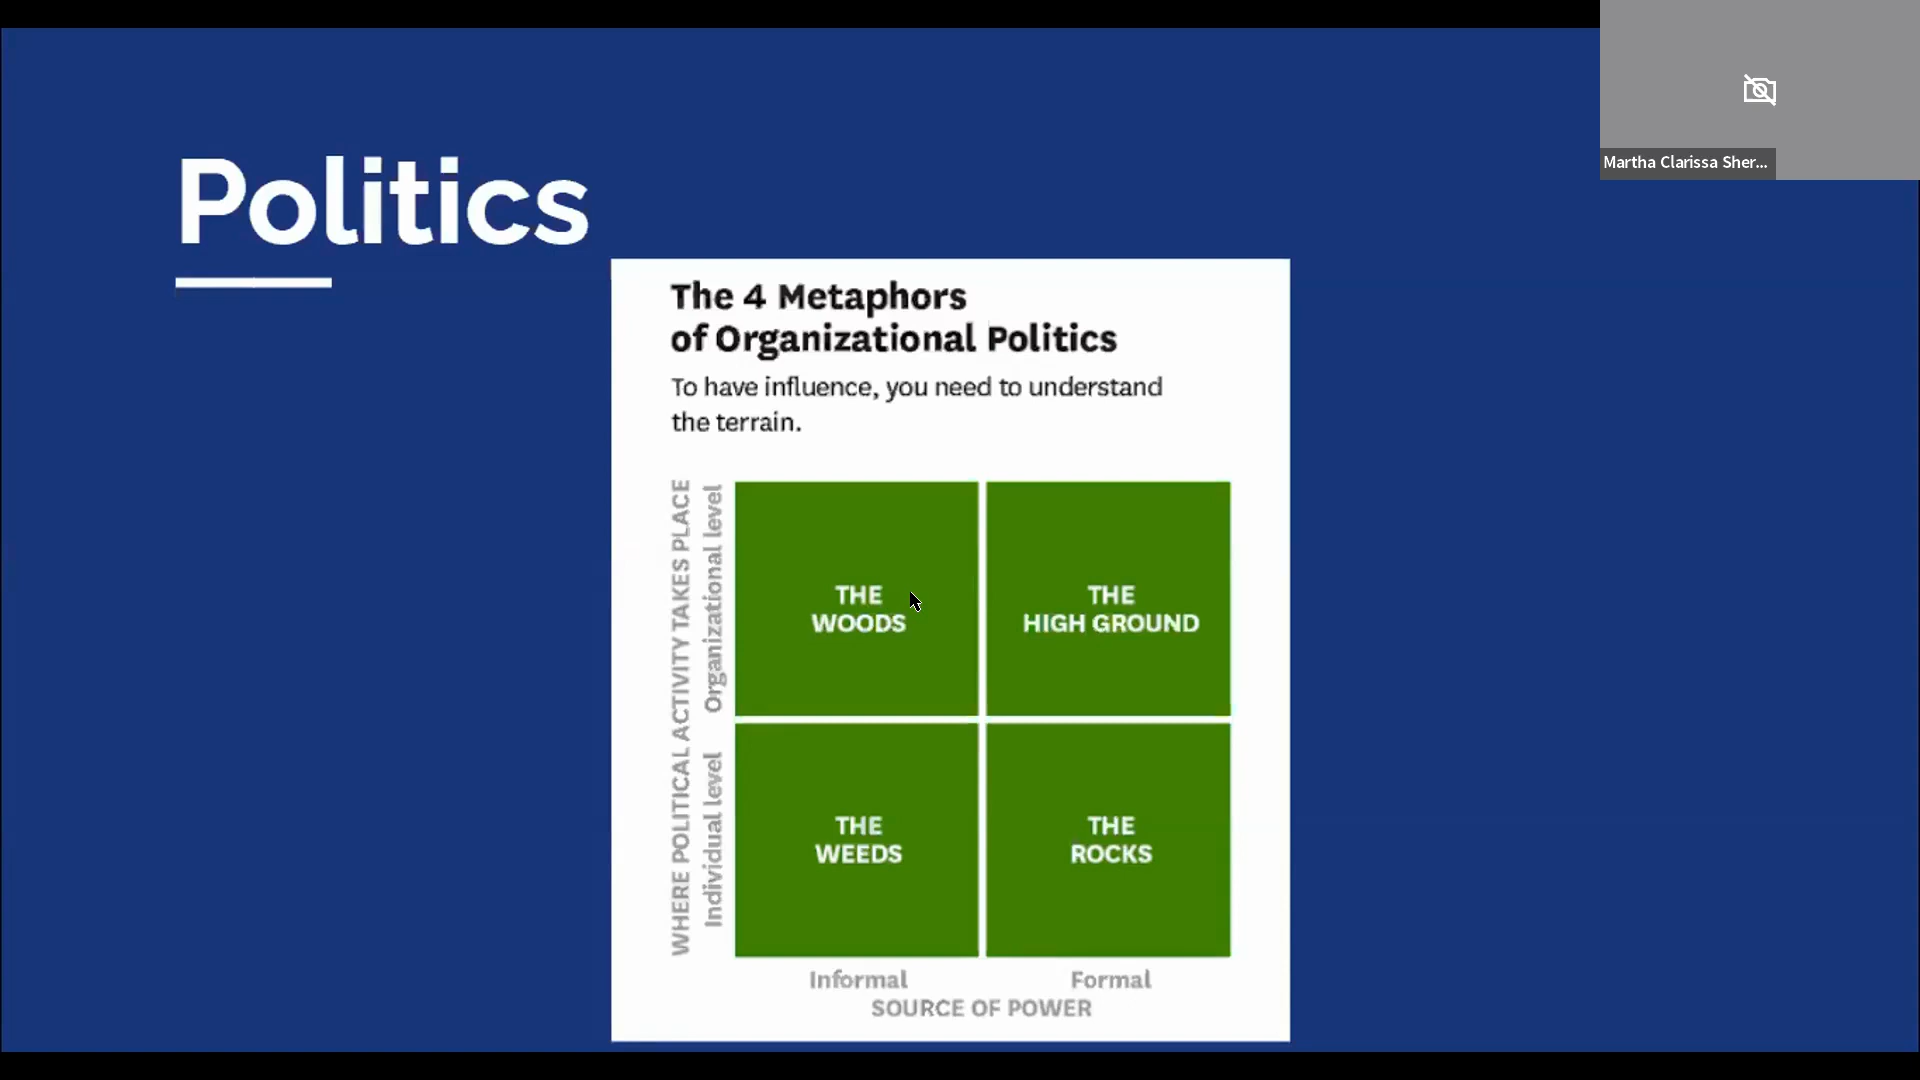 Martha Clarissa Sher...
Politics
The 4 Metaphors
of Organizational Politics
To have influence, you need to understand
the terrain.
WHERE POLITICAL ACTIVITY TAKES PLACE
Organizational level
Individual level
THE
WOODS
THE
HIGH GROUND
THE
WEEDS
THE
ROCKS
Informal
Formal
SOURCE OF POWER